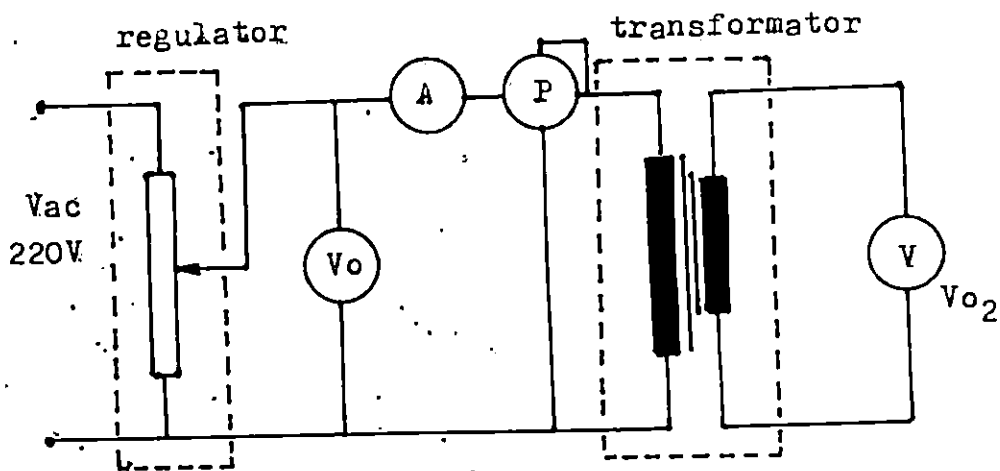 regulator
transformator
A
P
Vac
220V
Vo
V
Vo2